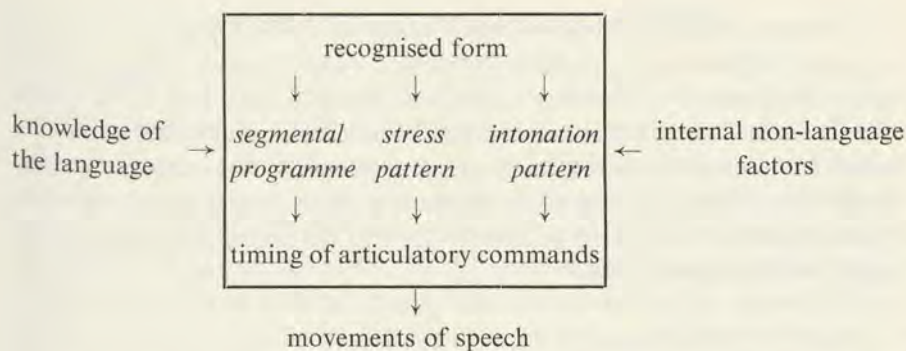 recognised form
↓ ↓ ↓
knowledge of the language → segmental programme stress pattern intonation pattern ← internal non-language factors
↓ ↓ ↓
timing of articulatory commands
↓
movements of speech